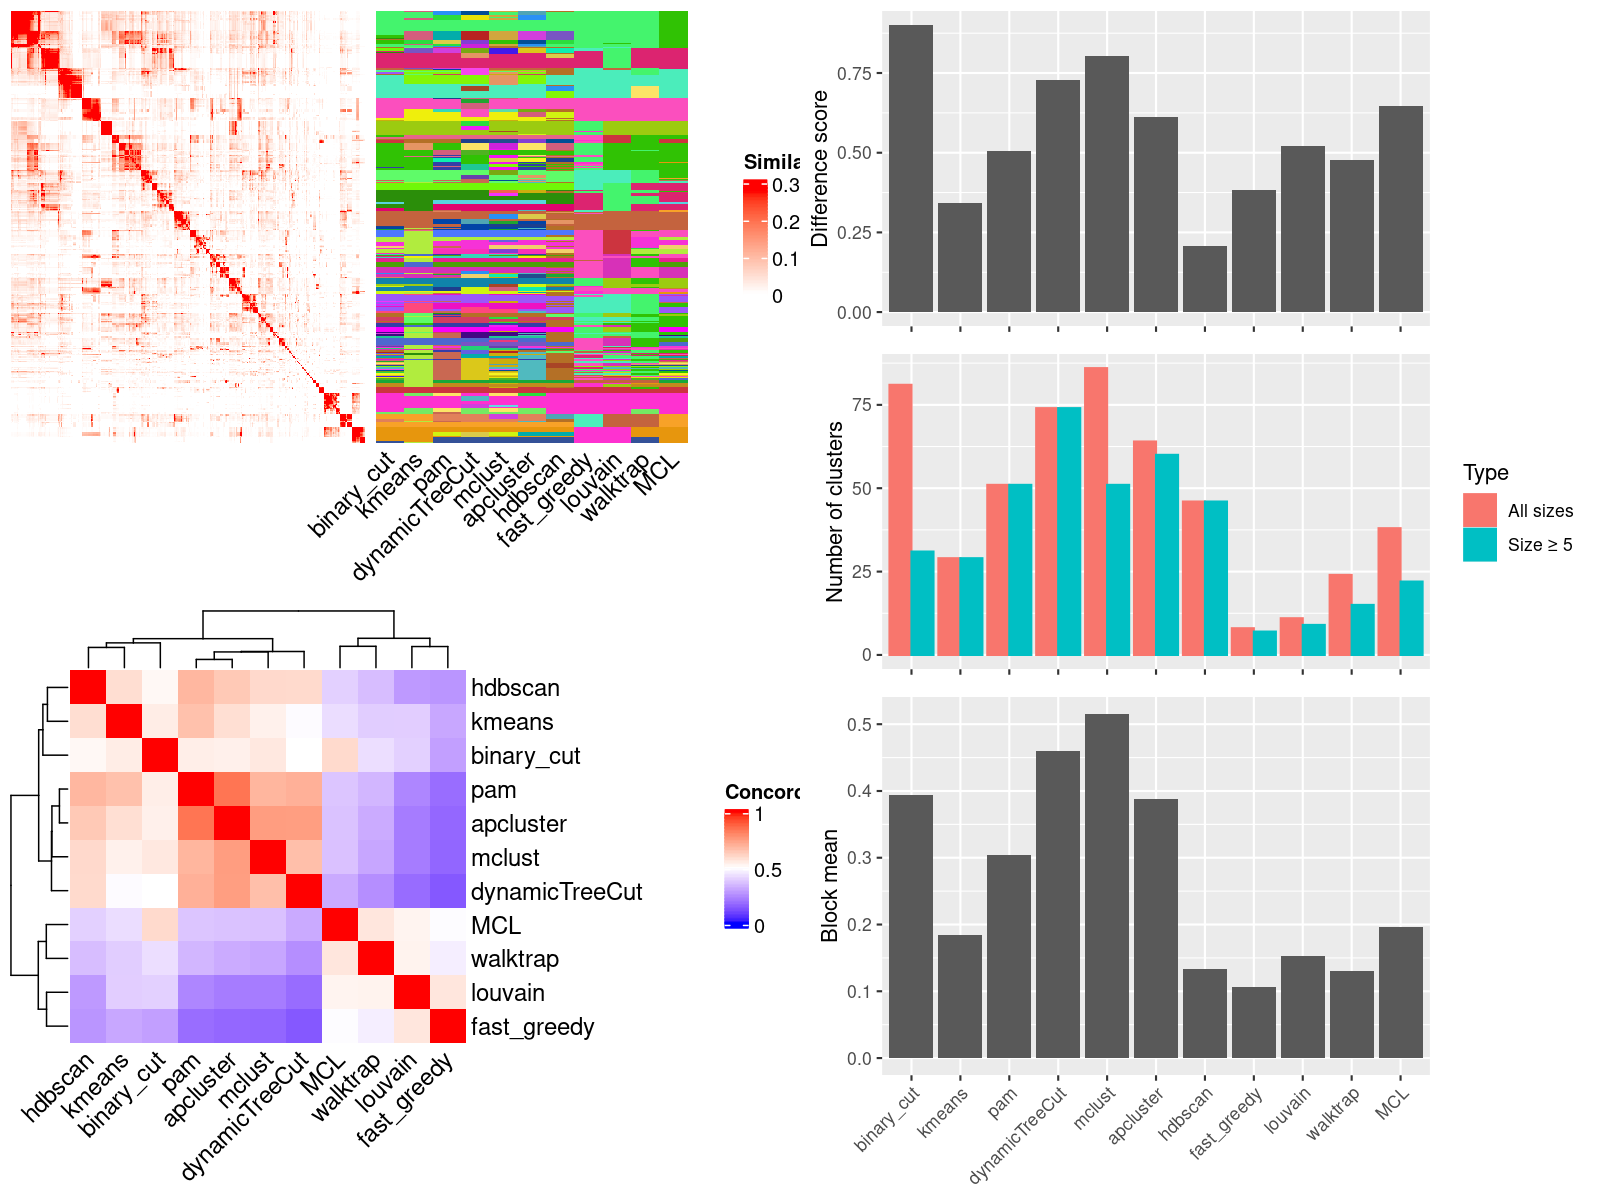 Simila
0.3
0.2
0.1
0
binary_cut
kmeans
pam
dynamicTreeCut
mclust
apcluster
hdbscan
fast_greedy
louvain
walktrap
MCL
Difference score
0.75
0.50
0.25
0.00
Number of clusters
75
50
25
0
Type
All sizes
Size ≥ 5
hdbscan
kmeans
binary_cut
pam
apcluster
mclust
dynamicTreeCut
MCL
walktrap
louvain
fast_greedy
hdbscan
kmeans
binary_cut
pam
apcluster
mclust
dynamicTreeCut
MCL
walktrap
louvain
fast_greedy
Concord
1
0.5
0
Block mean
0.5
0.4
0.3
0.2
0.1
0.0
binary_cut
kmeans
pam
dynamicTreeCut
mclust
apcluster
hdbscan
fast_greedy
louvain
walktrap
MCL